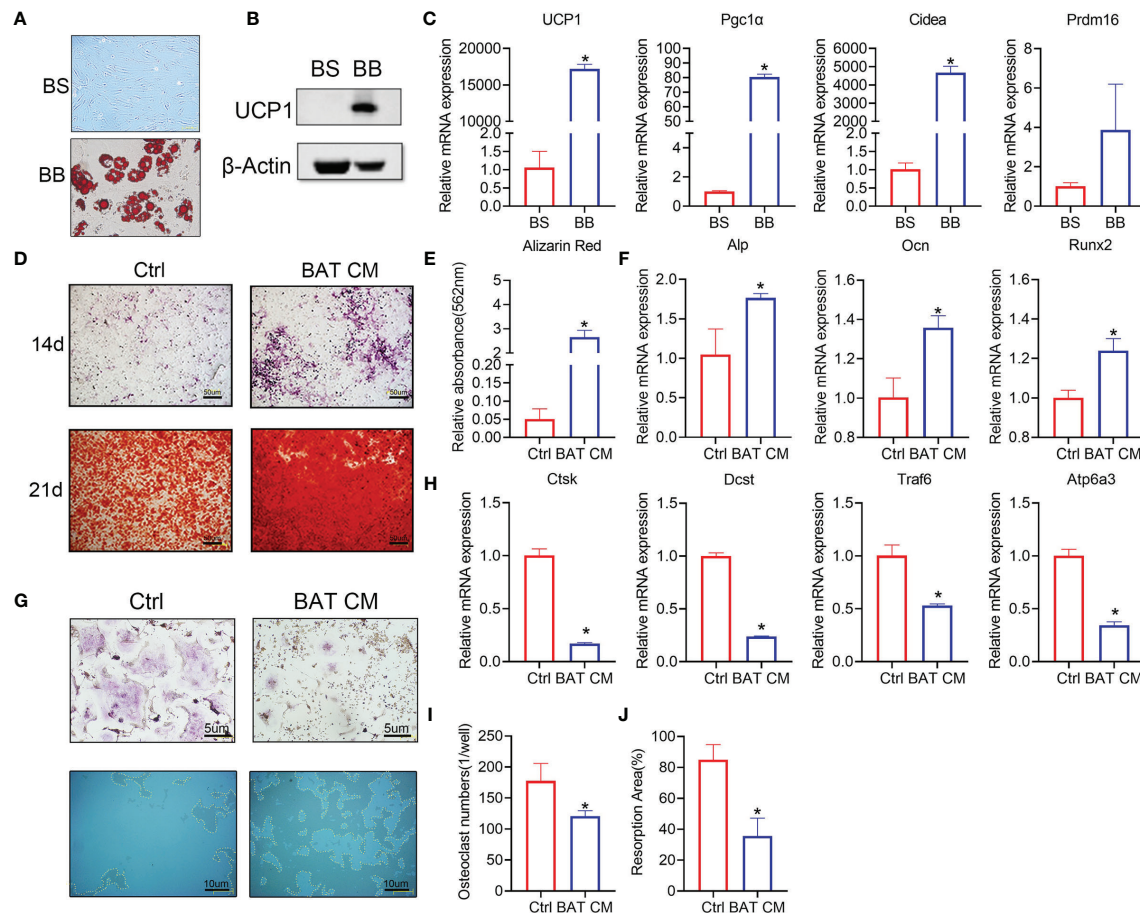 A
BS
BB
B
BS BB
UCP1
β-Actin
C
UCP1
Relative mRNA expression
20000
15000
10000
2.0
1.5
1.0
0.5
0.0
BS BB
Pgc1α
Relative mRNA expression
100
90
80
70
60
50
4
2
0
BS BB
Cidea
Relative mRNA expression
6000
5000
4000
3000
2000
2.0
1.5
1.0
0.5
0.0
BS BB
Prdm16
Relative mRNA expression
8
6
4
2
0
BS BB
*
*
*
D
Ctrl BAT CM
14d
50um
50um
21d
50um
E
Alizarin Red
Relative absorbance(562nm)
5
4
3
2
0.20
0.15
0.10
0.05
0.00
*
Ctrl BAT CM
F
Alp
Relative mRNA expression
2.0
1.5
1.0
0.5
0.0
*
Ctrl BAT CM
Ocn
Relative mRNA expression
1.6
1.4
1.2
1.0
0.8
*
Ctrl BAT CM
Runx2
Relative mRNA expression
1.6
1.4
1.2
1.0
0.8
*
Ctrl BAT CM
G
Ctrl BAT CM
5um
5um
10um
10um
H
Ctsk
Relative mRNA expression
1.5
1.0
0.5
0.0
*
Ctrl BAT CM
Dcst
Relative mRNA expression
1.5
1.0
0.5
0.0
*
Ctrl BAT CM
Traf6
Relative mRNA expression
1.5
1.0
0.5
0.0
*
Ctrl BAT CM
Atp6a3
Relative mRNA expression
1.5
1.0
0.5
0.0
*
Ctrl BAT CM
I
Osteoclast numbers(1/well)
250
200
150
100
50
0
*
Ctrl BAT CM
J
Resorption Area(%)
100
80
60
40
20
0
*
Ctrl BAT CM